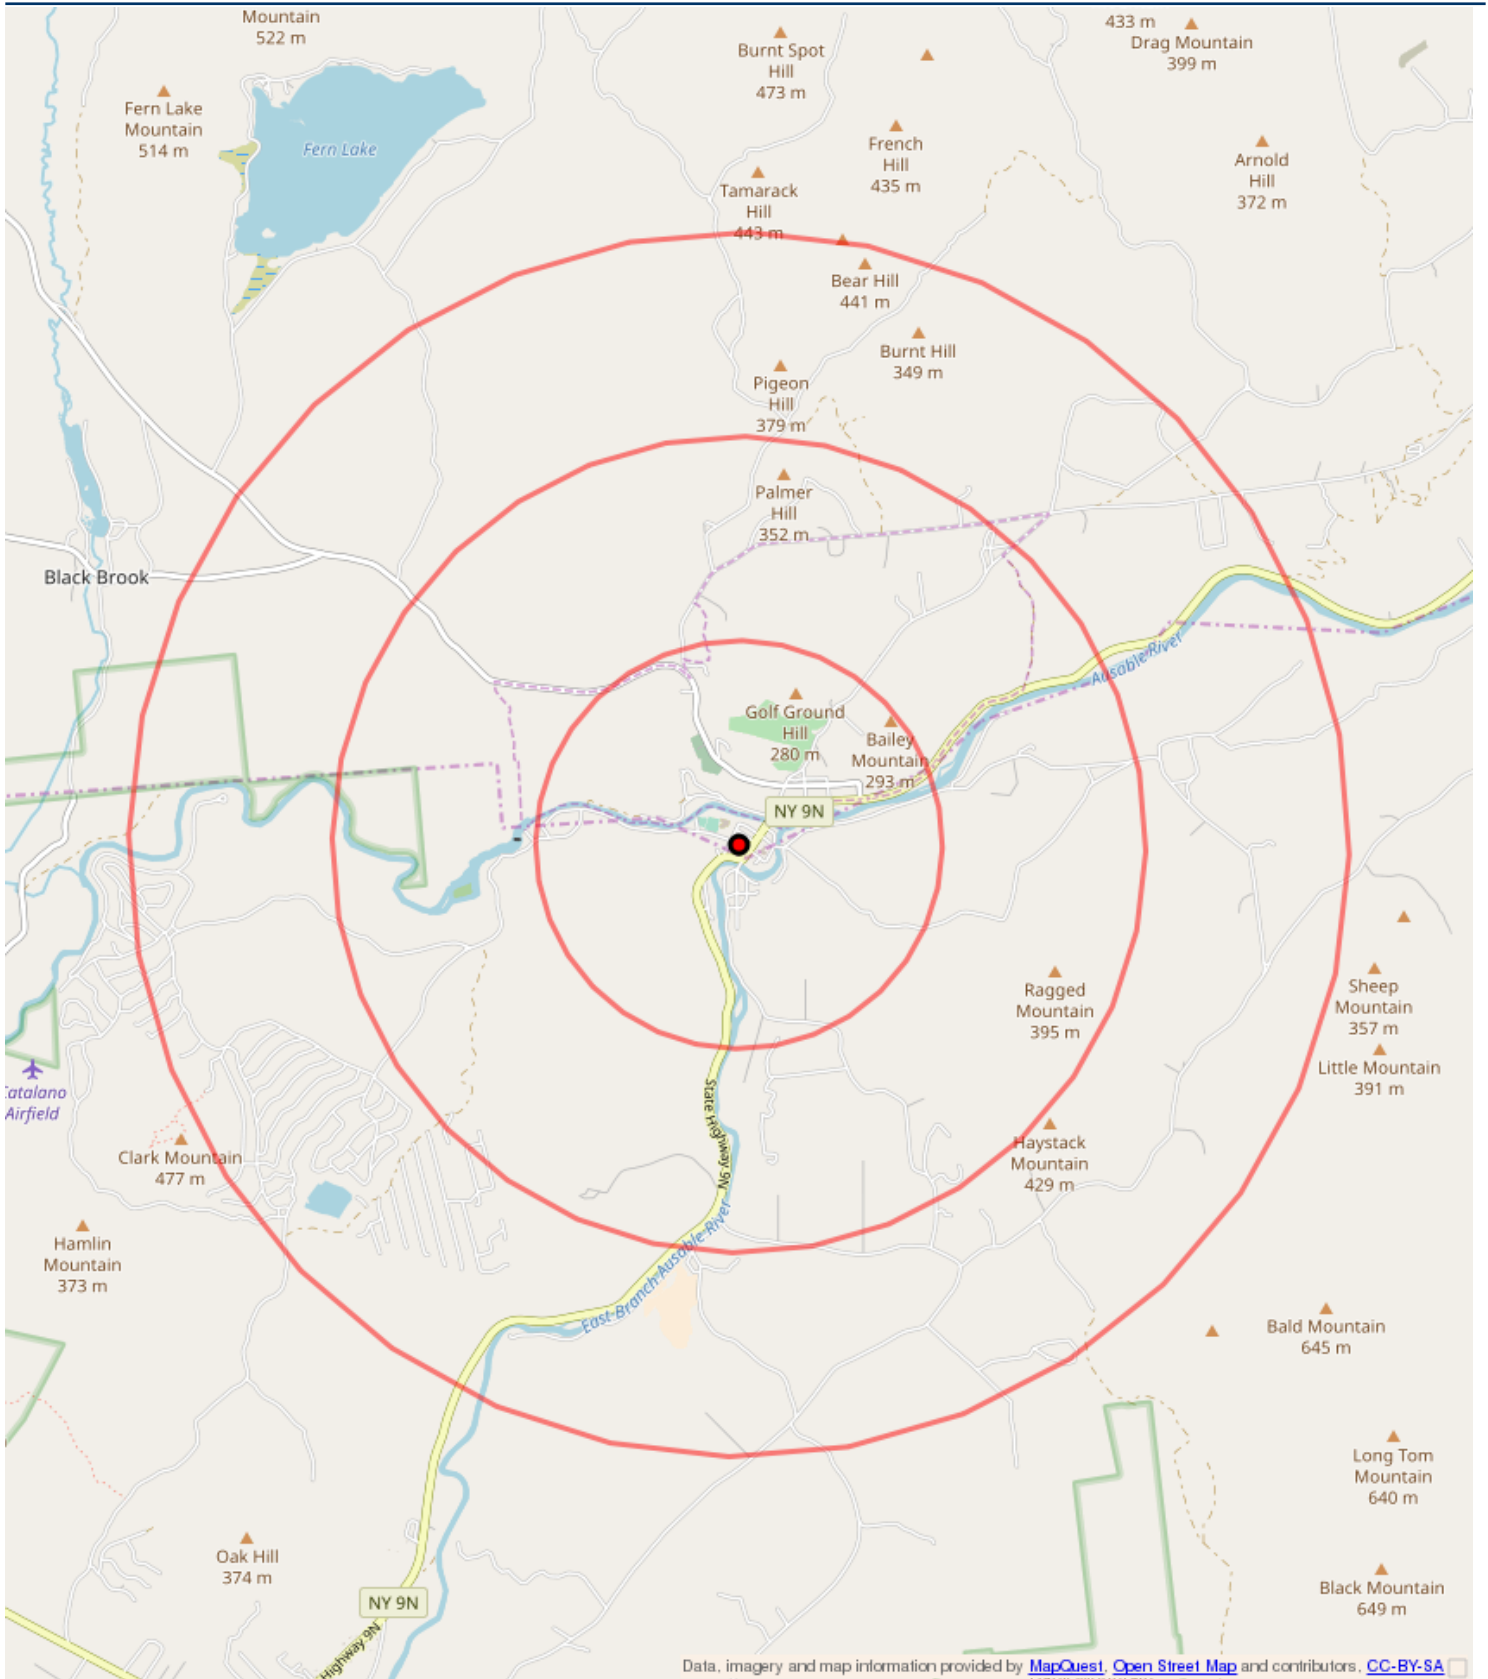 Mountain
522 m
Burnt Spot
Hill
473 m
433 m
Drag Mountain
399 m
Fern Lake
Mountain
514 m
Fern Lake
French
Hill
435 m
Arnold
Hill
372 m
Tamarack
Hill
443 m
Bear Hill
441 m
Burnt Hill
349 m
Pigeon
Hill
379 m
Palmer
Hill
352 m
Black Brook
Ausable River
Golf Ground
Hill
280 m
Bailey
Mountain
293 m
NY 9N
Ragged
Mountain
395 m
Sheep
Mountain
357 m
Little Mountain
391 m
Catalano
Airfield
State Highway 9N
Clark Mountain
477 m
Haystack
Mountain
429 m
Hamlin
Mountain
373 m
East Branch Ausable River
Bald Mountain
645 m
Long Tom
Mountain
640 m
Oak Hill
374 m
Black Mountain
649 m
NY 9N
Highway 9N
Data, imagery and map information provided by MapQuest, Open Street Map and contributors, CC-BY-SA